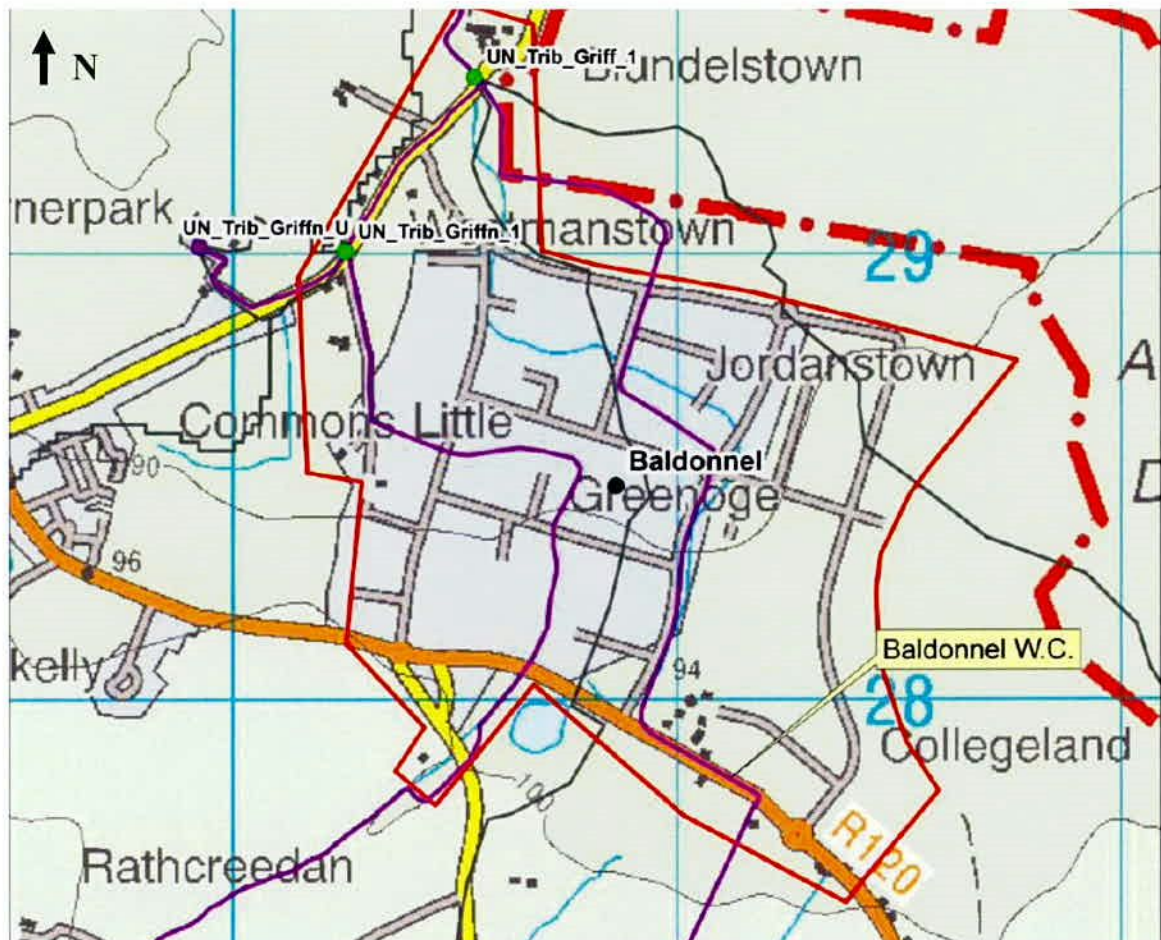 N
UN_Trib_Griff_1
Blundelstown
nerpark
UN_Trib_Griffn_U
UN_Trib_Griffn_1
29
Jordanstown
A
Commons Little
90
Baldonnel
Greenoge
D
96
Baldonnel W.C.
kelly
94
28
Collegeland
100
R120
Rathcreedan